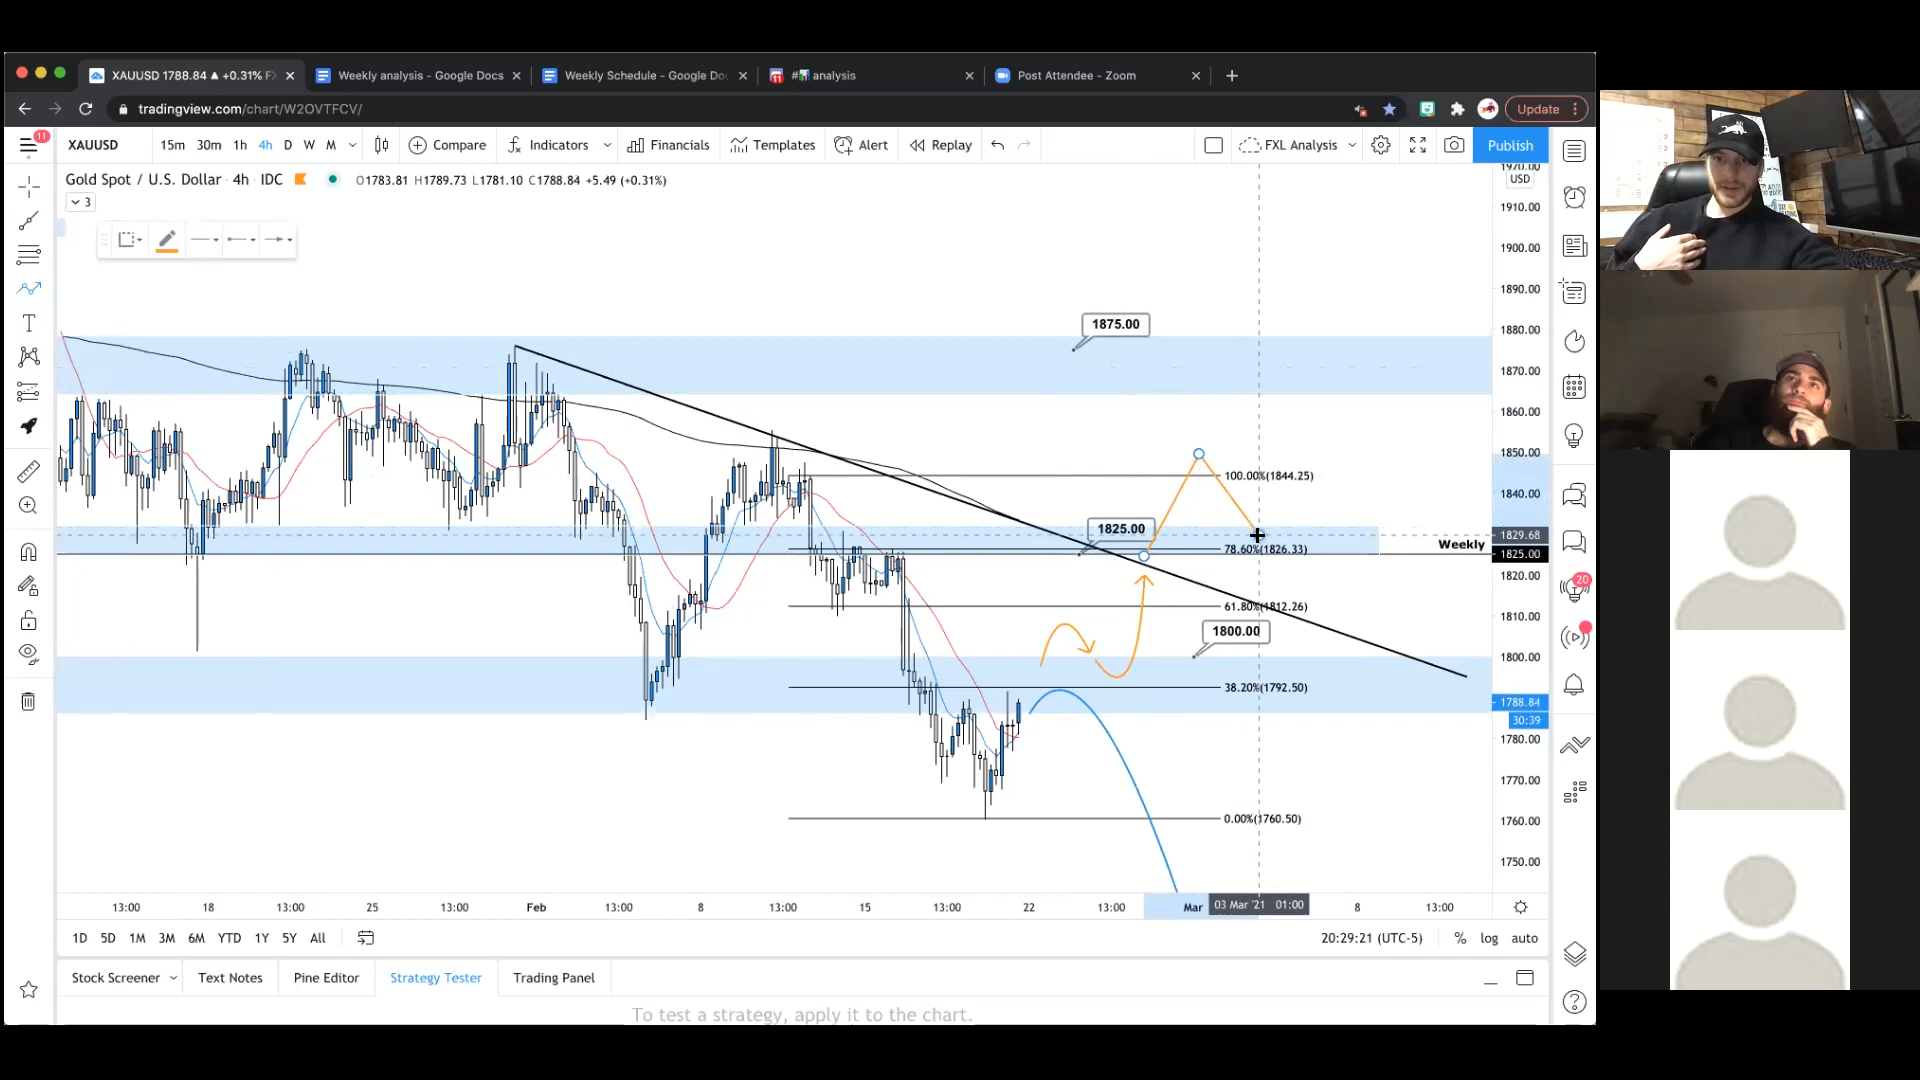 XAUUSD 1788.84 ▲ +0.31% FX
Weekly analysis - Google Docs
Weekly Schedule - Google Do
# analysis
Post Attendee - Zoom
tradingview.com/chart/W2OVTFCV/
Update
11
XAUUSD
15m 30m 1h 4h D W M
Compare
Indicators
Financials
Templates
Alert
Replay
FXL Analysis
Publish
Gold Spot / U.S. Dollar · 4h · IDC
O1783.81 H1789.73 L1781.10 C1788.84 +5.49 (+0.31%)
3
1970.00
USD
1910.00
1900.00
1890.00
1880.00
1870.00
1860.00
1850.00
1840.00
1829.68
1825.00
1820.00
1810.00
1800.00
1788.84
30:39
1780.00
1770.00
1760.00
1750.00
1875.00
100.00%(1844.25)
1825.00
Weekly
78.60%(1826.33)
61.80%(1812.26)
1800.00
38.20%(1792.50)
0.00%(1760.50)
20
13:00 18 13:00 25 13:00 Feb 13:00 8 13:00 15 13:00 22 13:00 Mar 03 Mar '21 01:00 8 13:00
1D 5D 1M 3M 6M YTD 1Y 5Y All
20:29:21 (UTC-5)
% log auto
Stock Screener
Text Notes
Pine Editor
Strategy Tester
Trading Panel
To test a strategy, apply it to the chart.